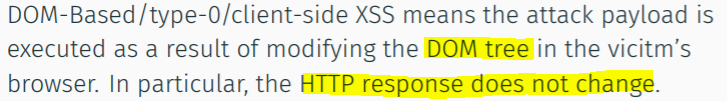 DOM-Based/type-0/client-side XSS means the attack payload is
executed as a result of modifying the DOM tree in the vicitm’s
browser. In particular, the HTTP response does not change.